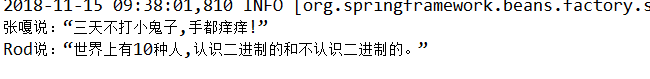 2018-11-15 09:38:01,810 INFO [org.springframework.beans.factory.s
张嘎说：“三天不打小鬼子,手都痒痒!”
Rod说：“世界上有10种人,认识二进制的和不认识二进制的。”